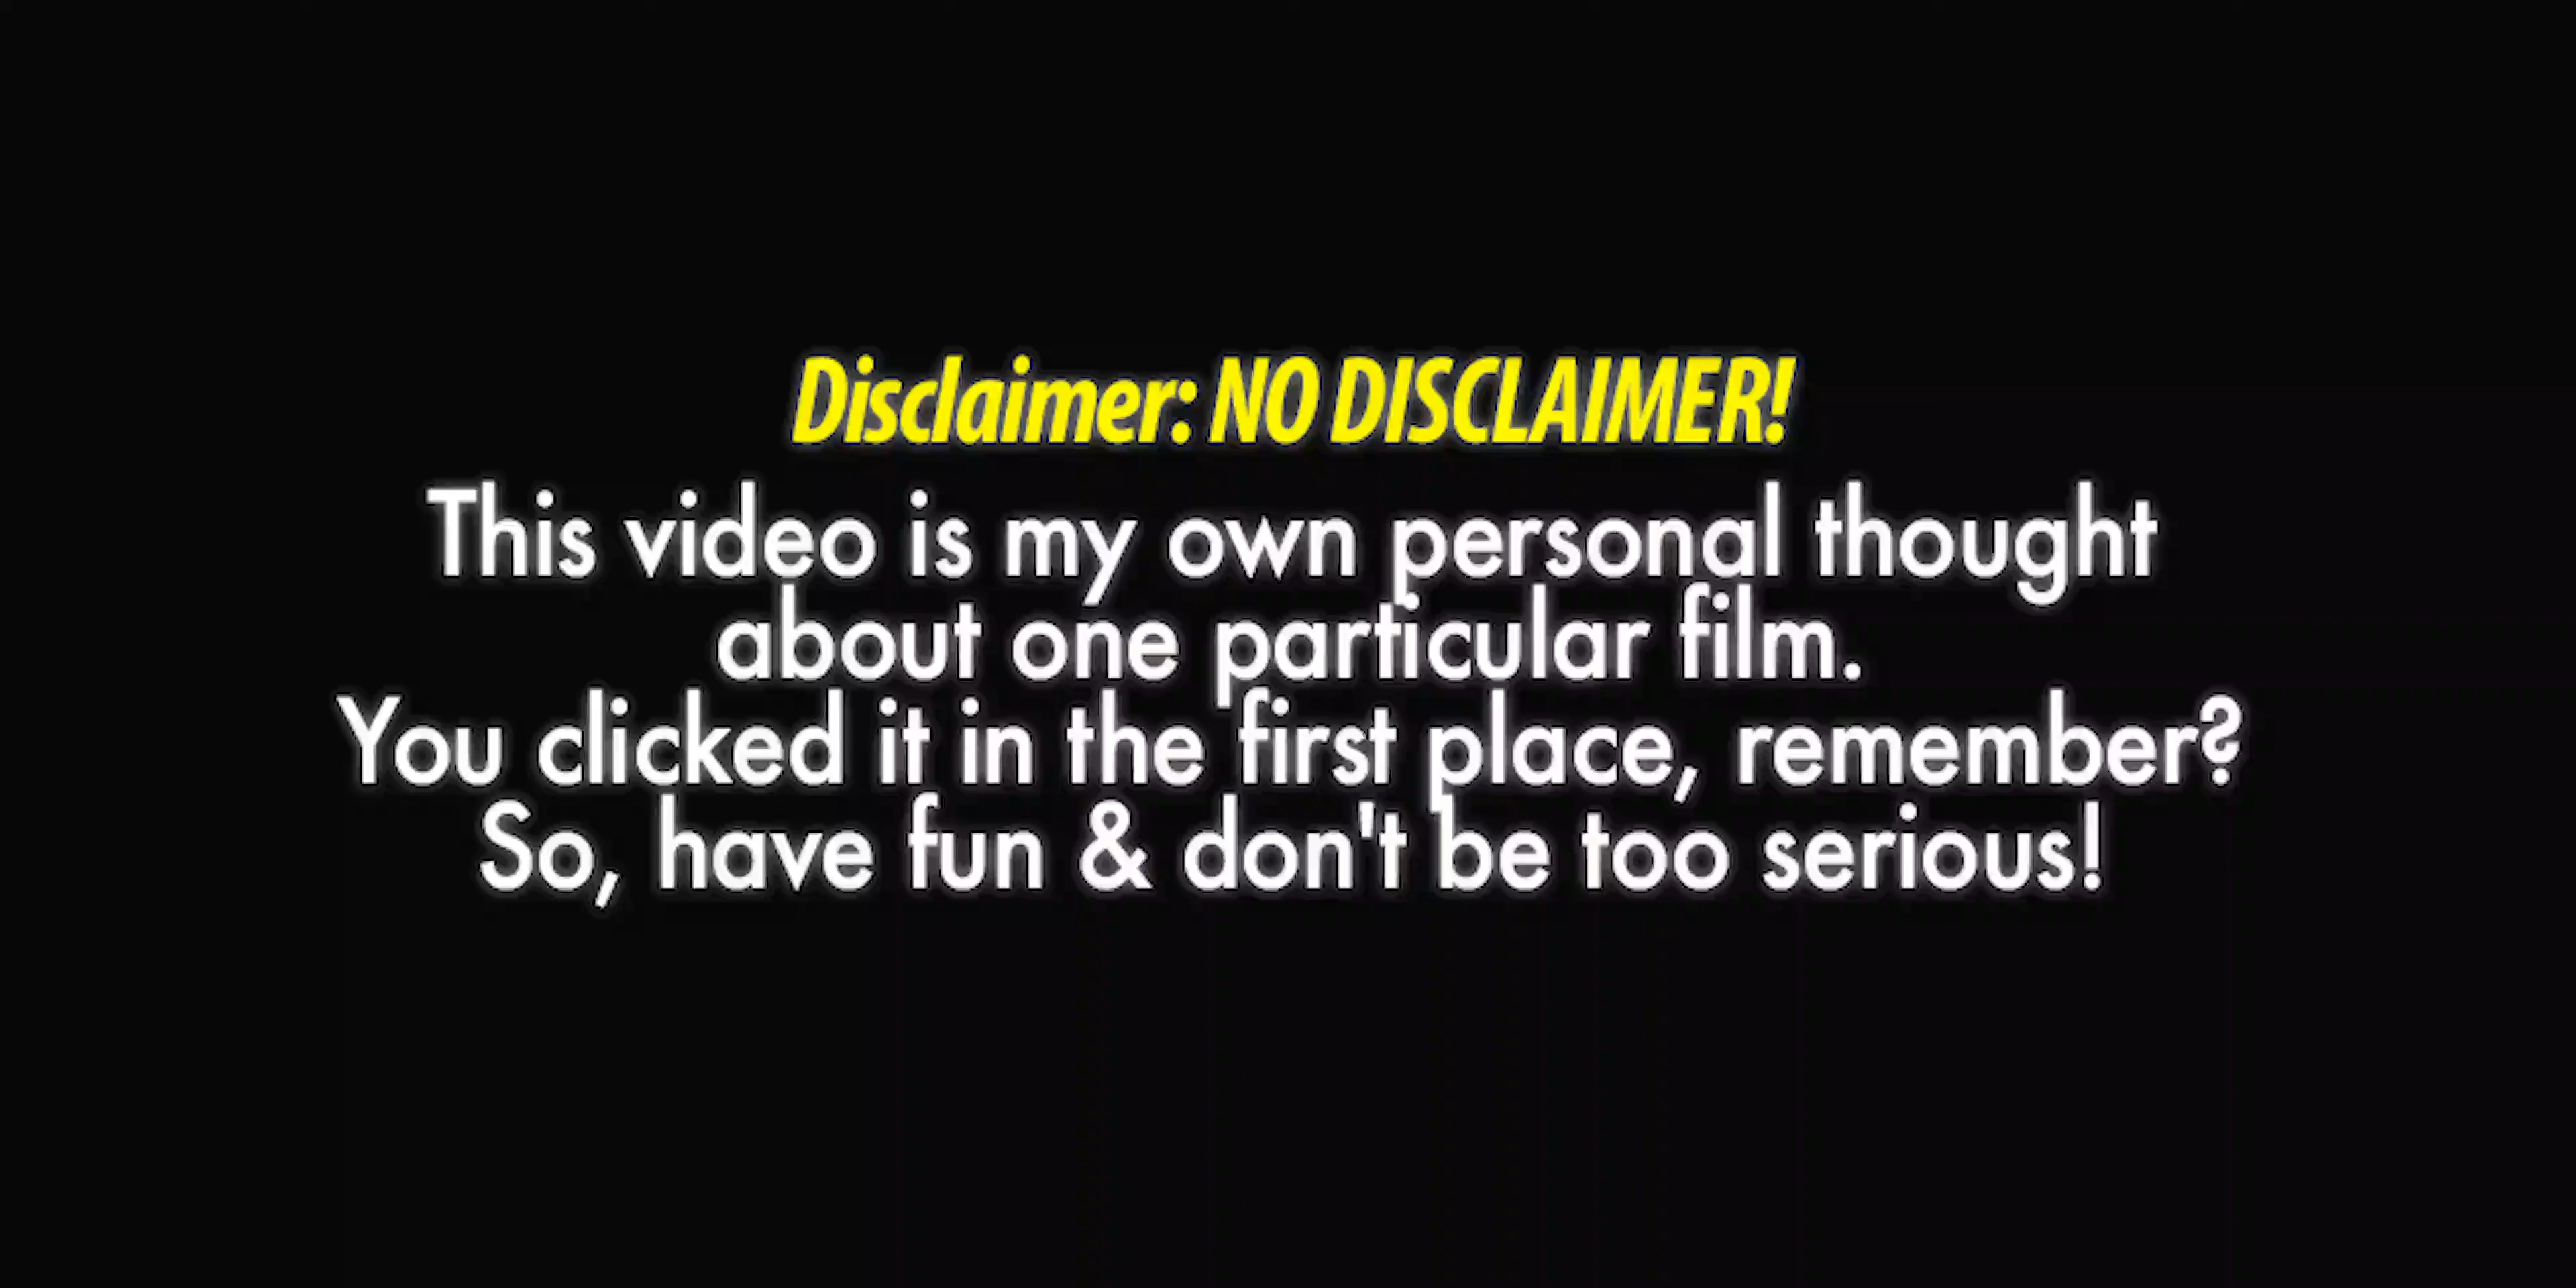 Disclaimer: NO DISCLAIMER!
This video is my own personal thought
about one particular film.
You clicked it in the first place, remember?
So, have fun & don't be too serious!